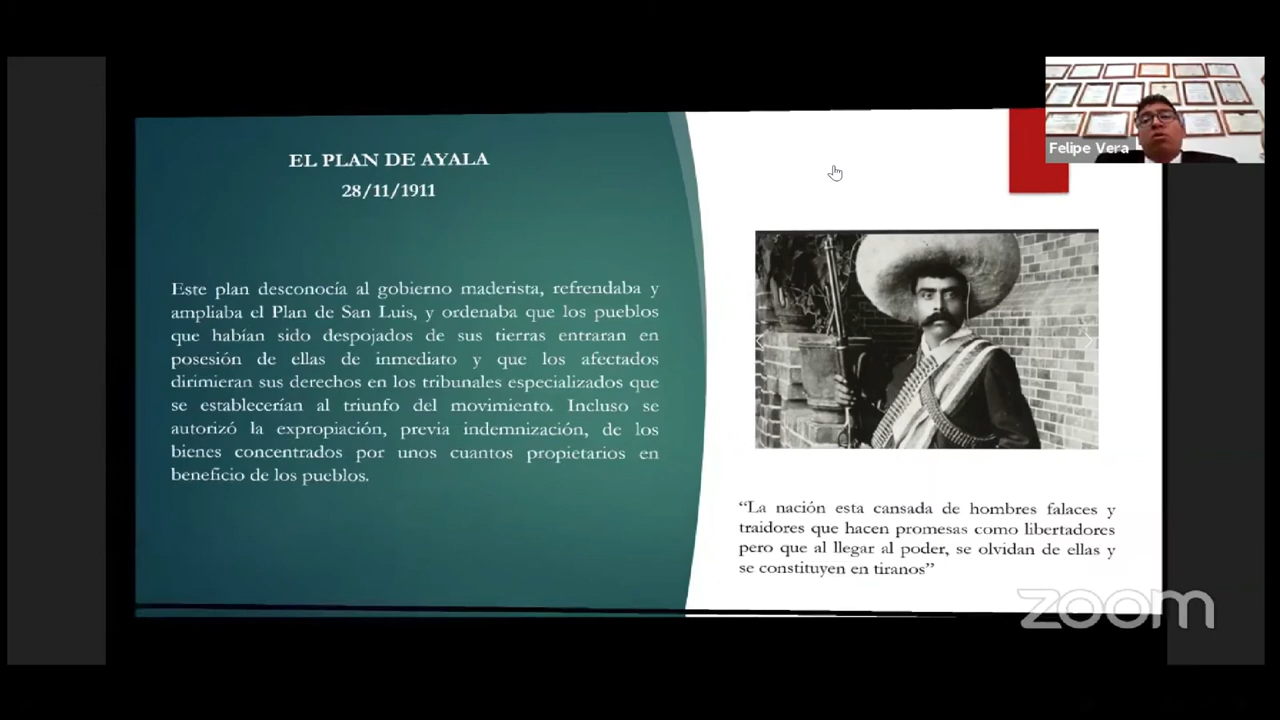 EL PLAN DE AYALA
28/11/1911
Este plan desconocía al gobierno maderista, refrendaba y
ampliaba el Plan de San Luis, y ordenaba que los pueblos
que habían sido despojados de sus tierras entraran en
posesión de ellas de inmediato y que los afectados
dirimieran sus derechos en los tribunales especializados que
se establecerían al triunfo del movimiento. Incluso se
autorizó la expropiación, previa indemnización, de los
bienes concentrados por unos cuantos propietarios en
beneficio de los pueblos.
Felipe Vera
“La nación esta cansada de hombres falaces y
traidores que hacen promesas como libertadores
pero que al llegar al poder, se olvidan de ellas y
se constituyen en tiranos”
zoom